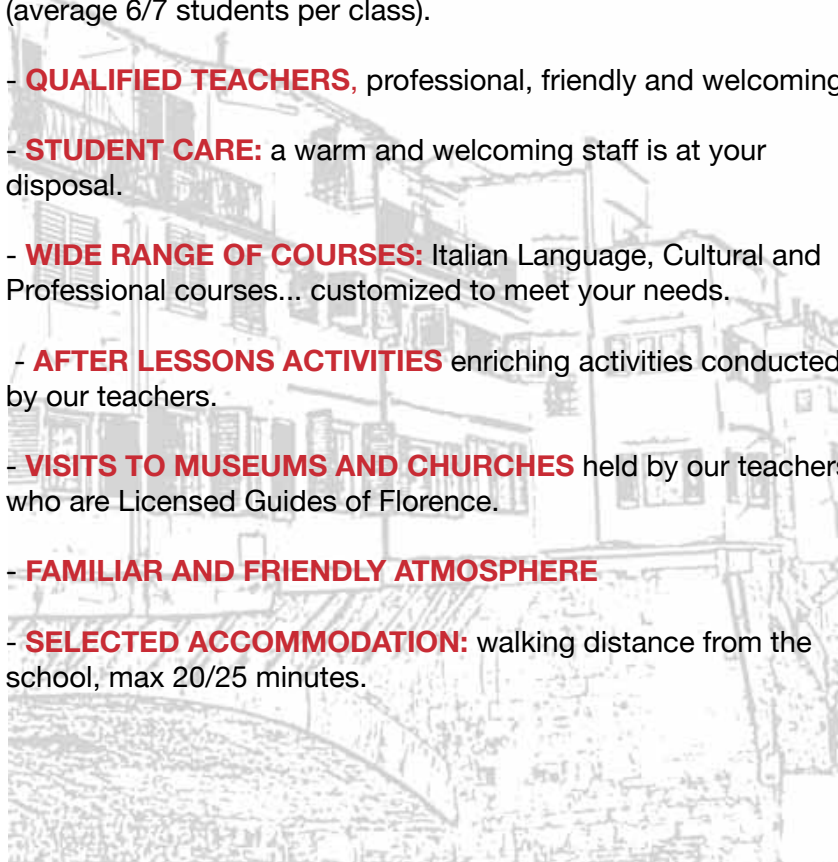 (average 6/7 students per class).
- QUALIFIED TEACHERS, professional, friendly and welcoming
- STUDENT CARE: a warm and welcoming staff is at your
disposal.
- WIDE RANGE OF COURSES: Italian Language, Cultural and
Professional courses... customized to meet your needs.
- AFTER LESSONS ACTIVITIES enriching activities conducted
by our teachers.
- VISITS TO MUSEUMS AND CHURCHES held by our teachers
who are Licensed Guides of Florence.
- FAMILIAR AND FRIENDLY ATMOSPHERE
- SELECTED ACCOMMODATION: walking distance from the
school, max 20/25 minutes.